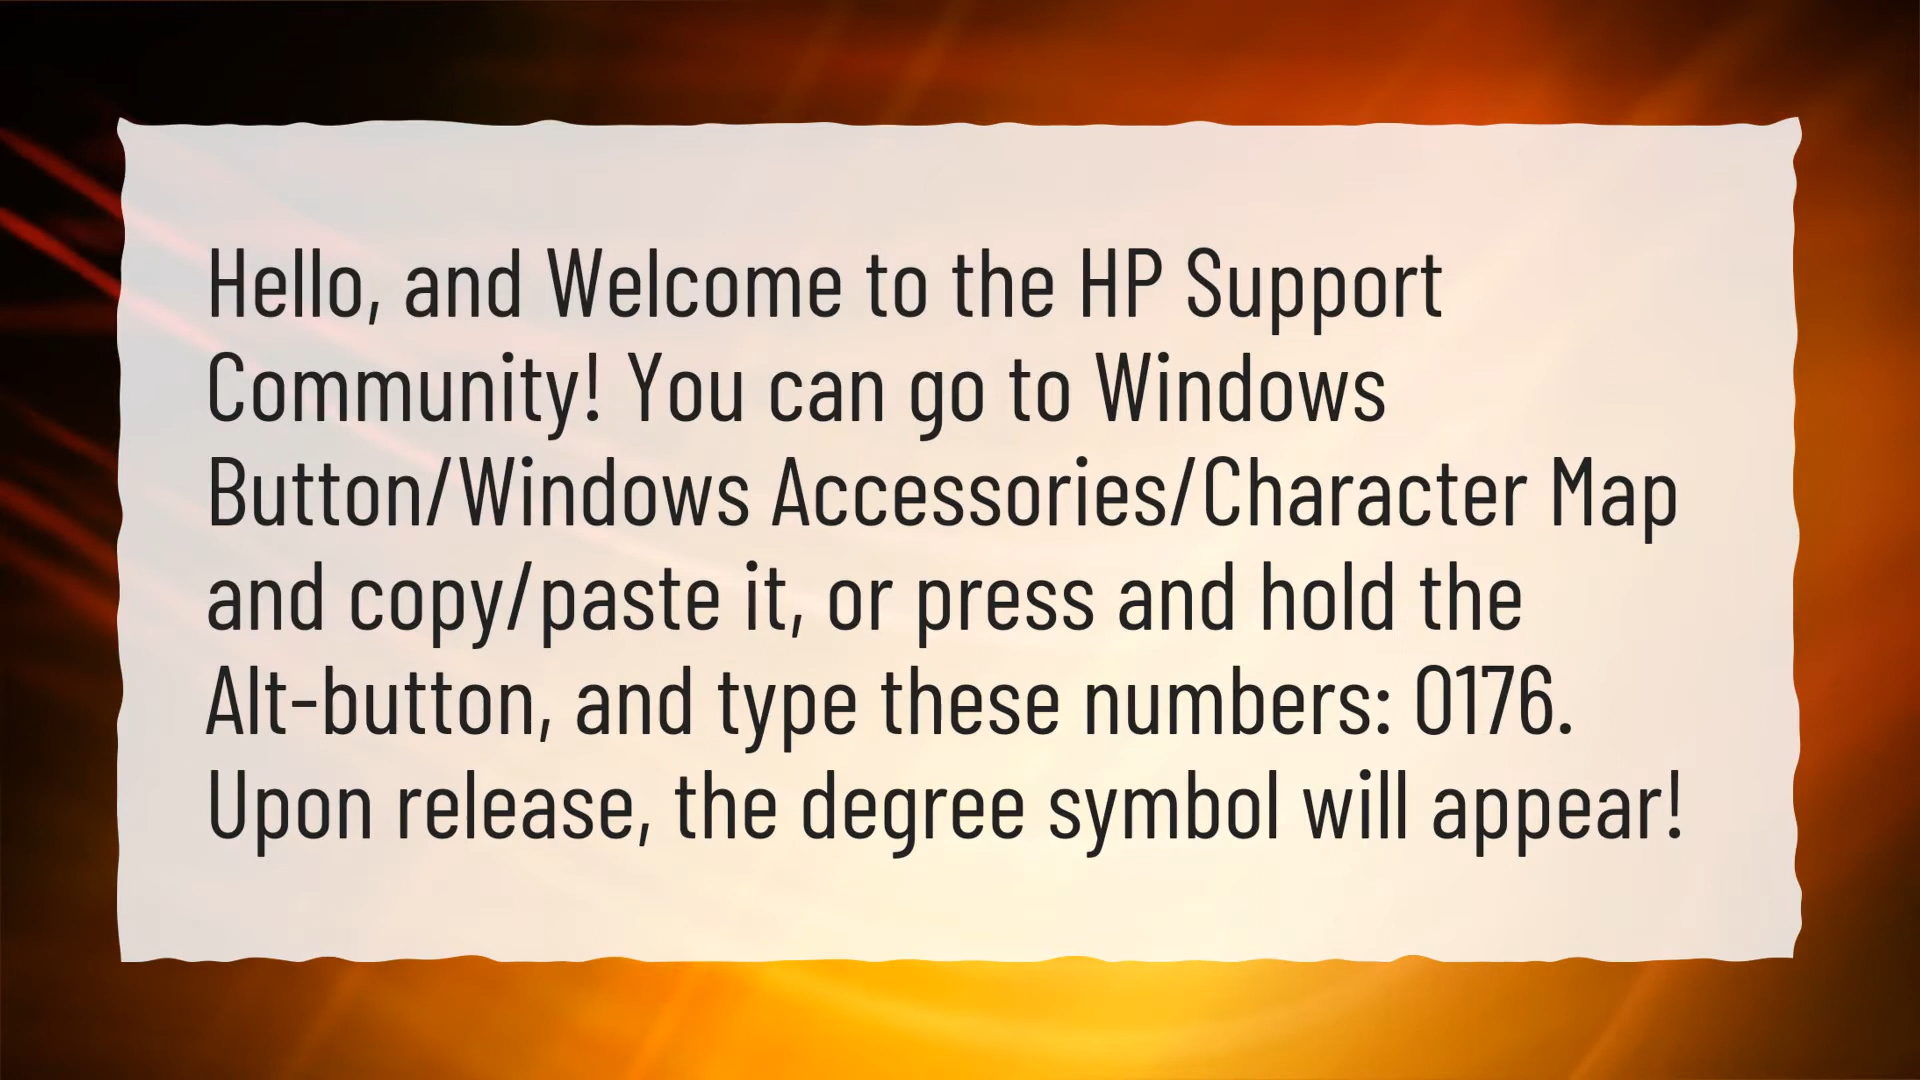 Hello, and Welcome to the HP Support
Community! You can go to Windows
Button/Windows Accessories/Character Map
and copy/paste it, or press and hold the
Alt-button, and type these numbers: 0176.
Upon release, the degree symbol will appear!